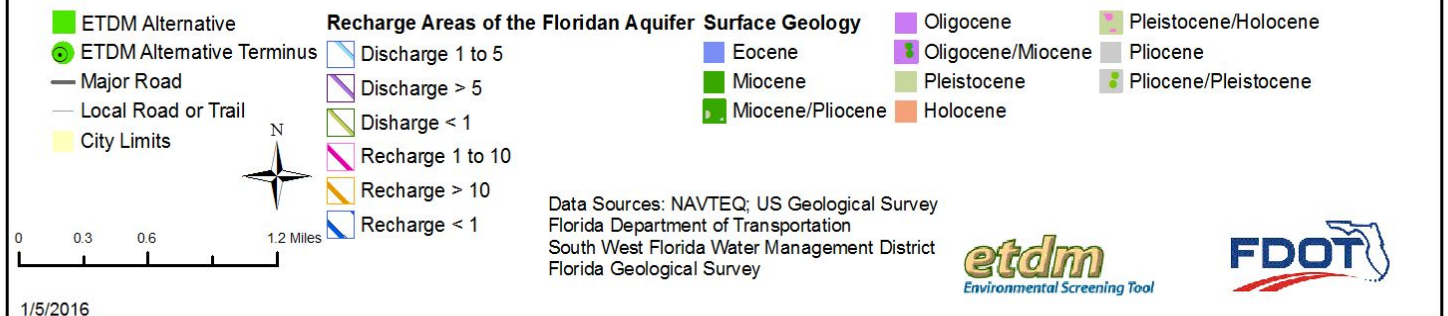 ETDM Alternative
ETDM Alternative Terminus
Major Road
Local Road or Trail
City Limits
N
0 0.3 0.6 1.2 Miles
1/5/2016
Recharge Areas of the Floridan Aquifer
Discharge 1 to 5
Discharge > 5
Disharge < 1
Recharge 1 to 10
Recharge > 10
Recharge < 1
Surface Geology
Eocene
Miocene
Miocene/Pliocene
Oligocene
Oligocene/Miocene
Pleistocene
Holocene
Pleistocene/Holocene
Pliocene
Pliocene/Pleistocene
Data Sources: NAVTEQ; US Geological Survey
Florida Department of Transportation
South West Florida Water Management District
Florida Geological Survey
etdm
Environmental Screening Tool
FDOT